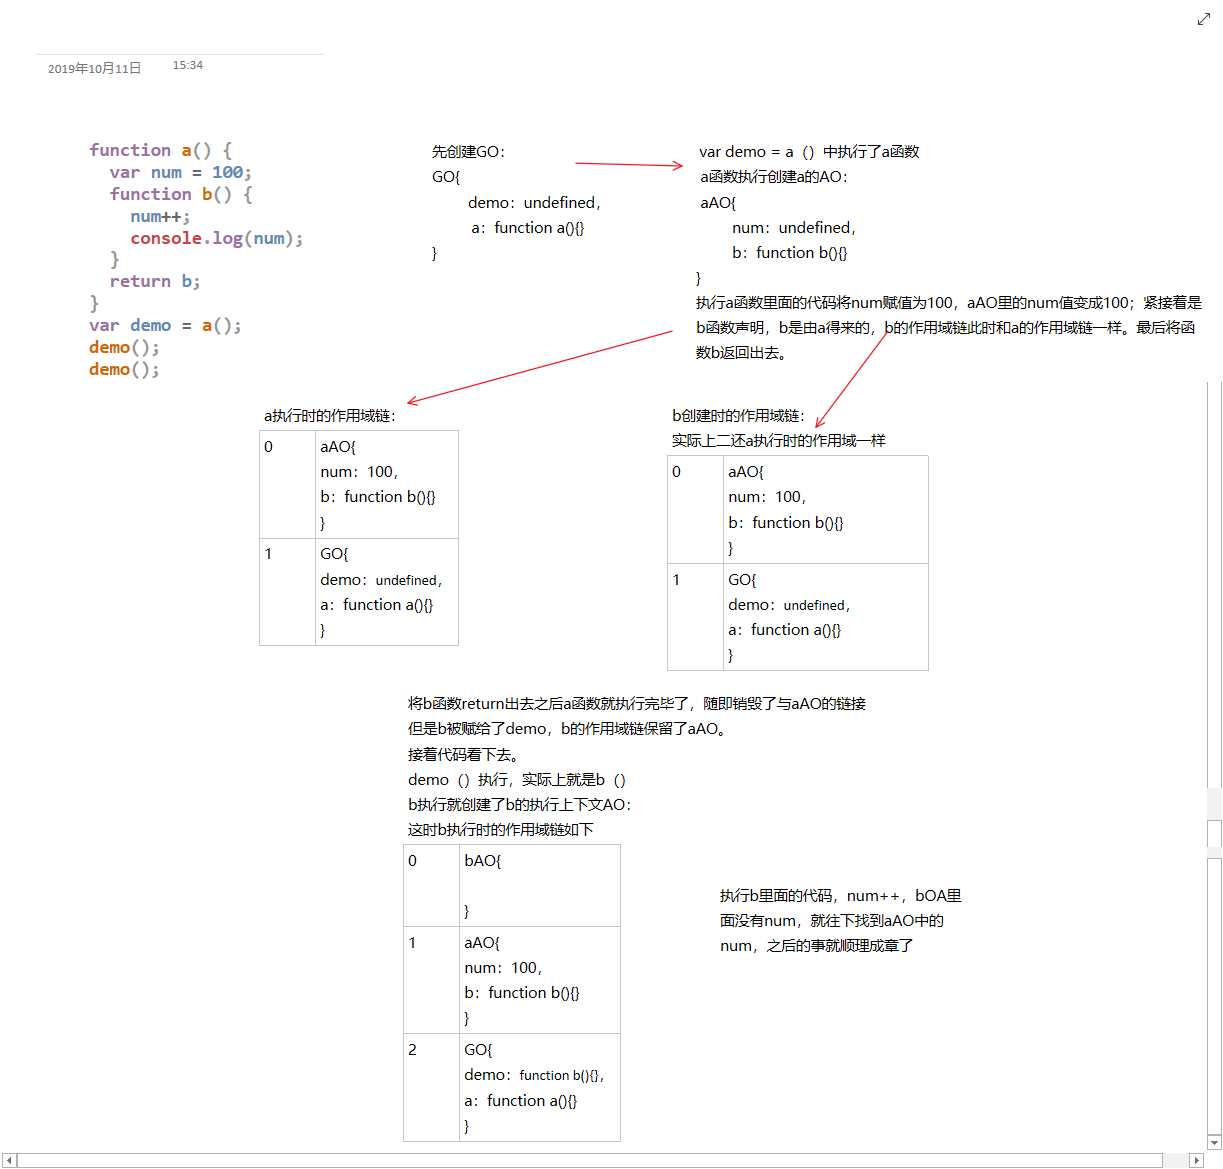 2019年10月11日 15:34
function a() {
var num = 100;
function b() {
num++;
console.log(num);
}
return b;
}
var demo = a();
demo();
demo();
先创建GO：
GO{
demo：undefined，
a：function a(){}
}
var demo = a（）中执行了a函数
a函数执行创建a的AO：
aAO{
num：undefined，
b：function b(){}
}
执行a函数里面的代码将num赋值为100，aAO里的num值变成100；紧接着是
b函数声明，b是由a得来的，b的作用域链此时和a的作用域链一样。最后将函
数b返回出去。
a执行时的作用域链：
0 aAO{
num：100，
b：function b(){}
}
1 GO{
demo：undefined，
a：function a(){}
}
b创建时的作用域链：
实际上二还a执行时的作用域一样
0 aAO{
num：100，
b：function b(){}
}
1 GO{
demo：undefined，
a：function a(){}
}
将b函数return出去之后a函数就执行完毕了，随即销毁了与aAO的链接
但是b被赋给了demo，b的作用域链保留了aAO。
接着代码看下去。
demo（）执行，实际上就是b（）
b执行就创建了b的执行上下文AO：
这时b执行时的作用域链如下
0 bAO{
}
1 aAO{
num：100，
b：function b(){}
}
2 GO{
demo：function b(){}，
a：function a(){}
}
执行b里面的代码，num++，bOA里
面没有num，就往下找到aAO中的
num，之后的事就顺理成章了